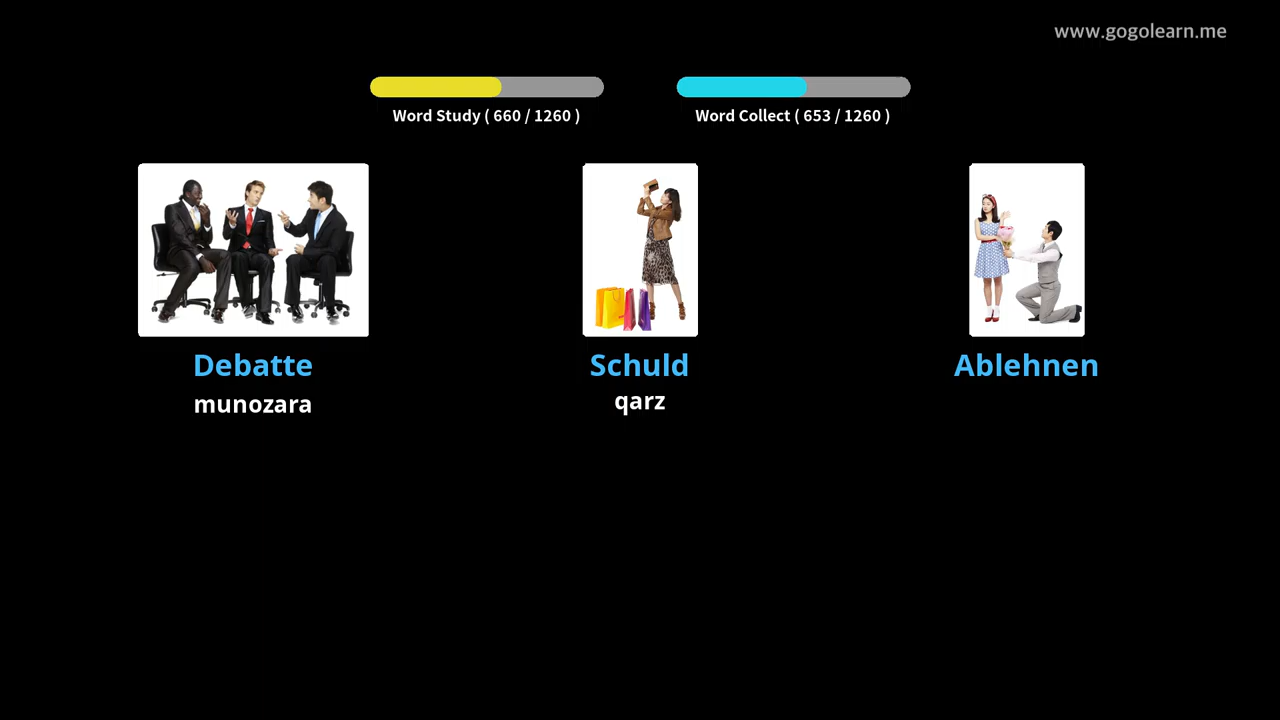 www.gogolearn.me
Word Study ( 660 / 1260 )
Word Collect ( 653 / 1260 )
Debatte
munozara
Schuld
qarz
Ablehnen